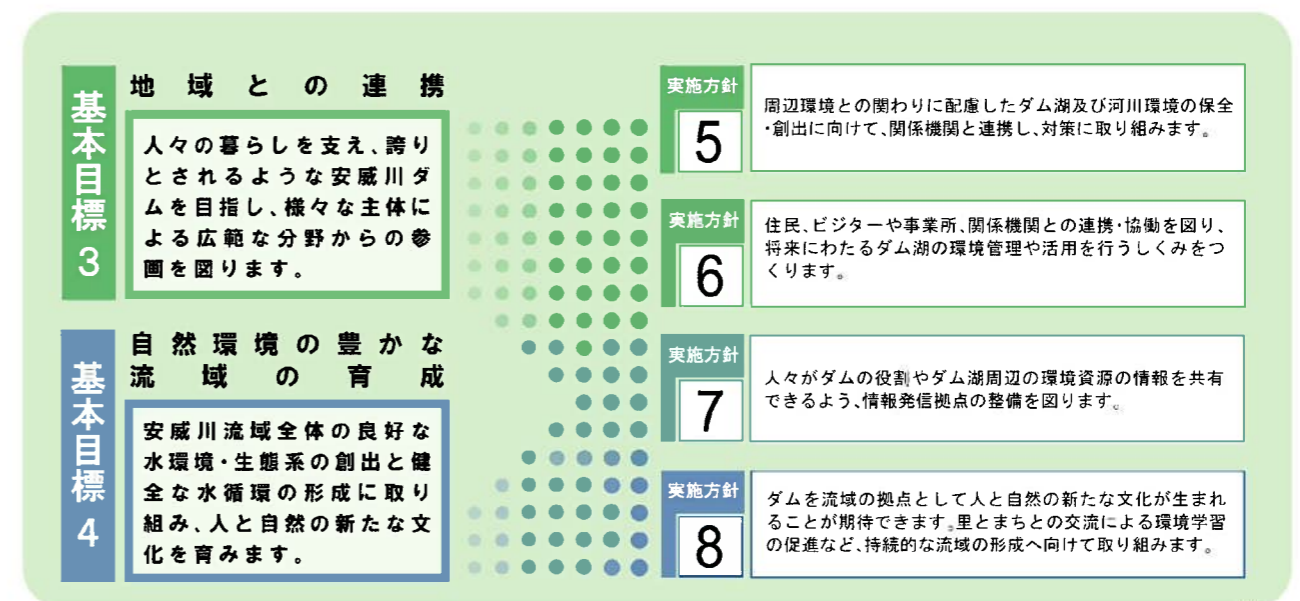 基本目標3
地域との連携
人々の暮らしを支え、誇り
とされるような安威川ダ
ムを目指し、様々な主体に
よる広範な分野からの参
画を図ります。
基本目標4
自然環境の豊かな
流域の育成
安威川流域全体の良好な
水環境・生態系の創出と健
全な水循環の形成に取り
組み、人と自然の新たな文
化を育みます。
実施方針
5
周辺環境との関わりに配慮したダム湖及び河川環境の保全
・創出に向けて、関係機関と連携し、対策に取り組みます。
実施方針
6
住民、ビジターや事業所、関係機関との連携・協働を図り、
将来にわたるダム湖の環境管理や活用を行うしくみをつ
くります。
実施方針
7
人々がダムの役割やダム湖周辺の環境資源の情報を共有
できるよう、情報発信拠点の整備を図ります。
実施方針
8
ダムを流域の拠点として人と自然の新たな文化が生まれ
ることが期待できます。里とまちとの交流による環境学習
の促進など、持続的な流域の形成へ向けて取り組みます。